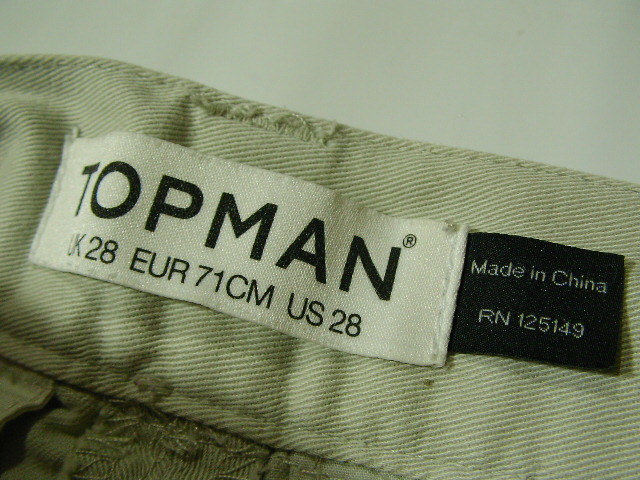 TOPMAN®
UK 28 EUR 71CM US 28
Made in China
RN 125149